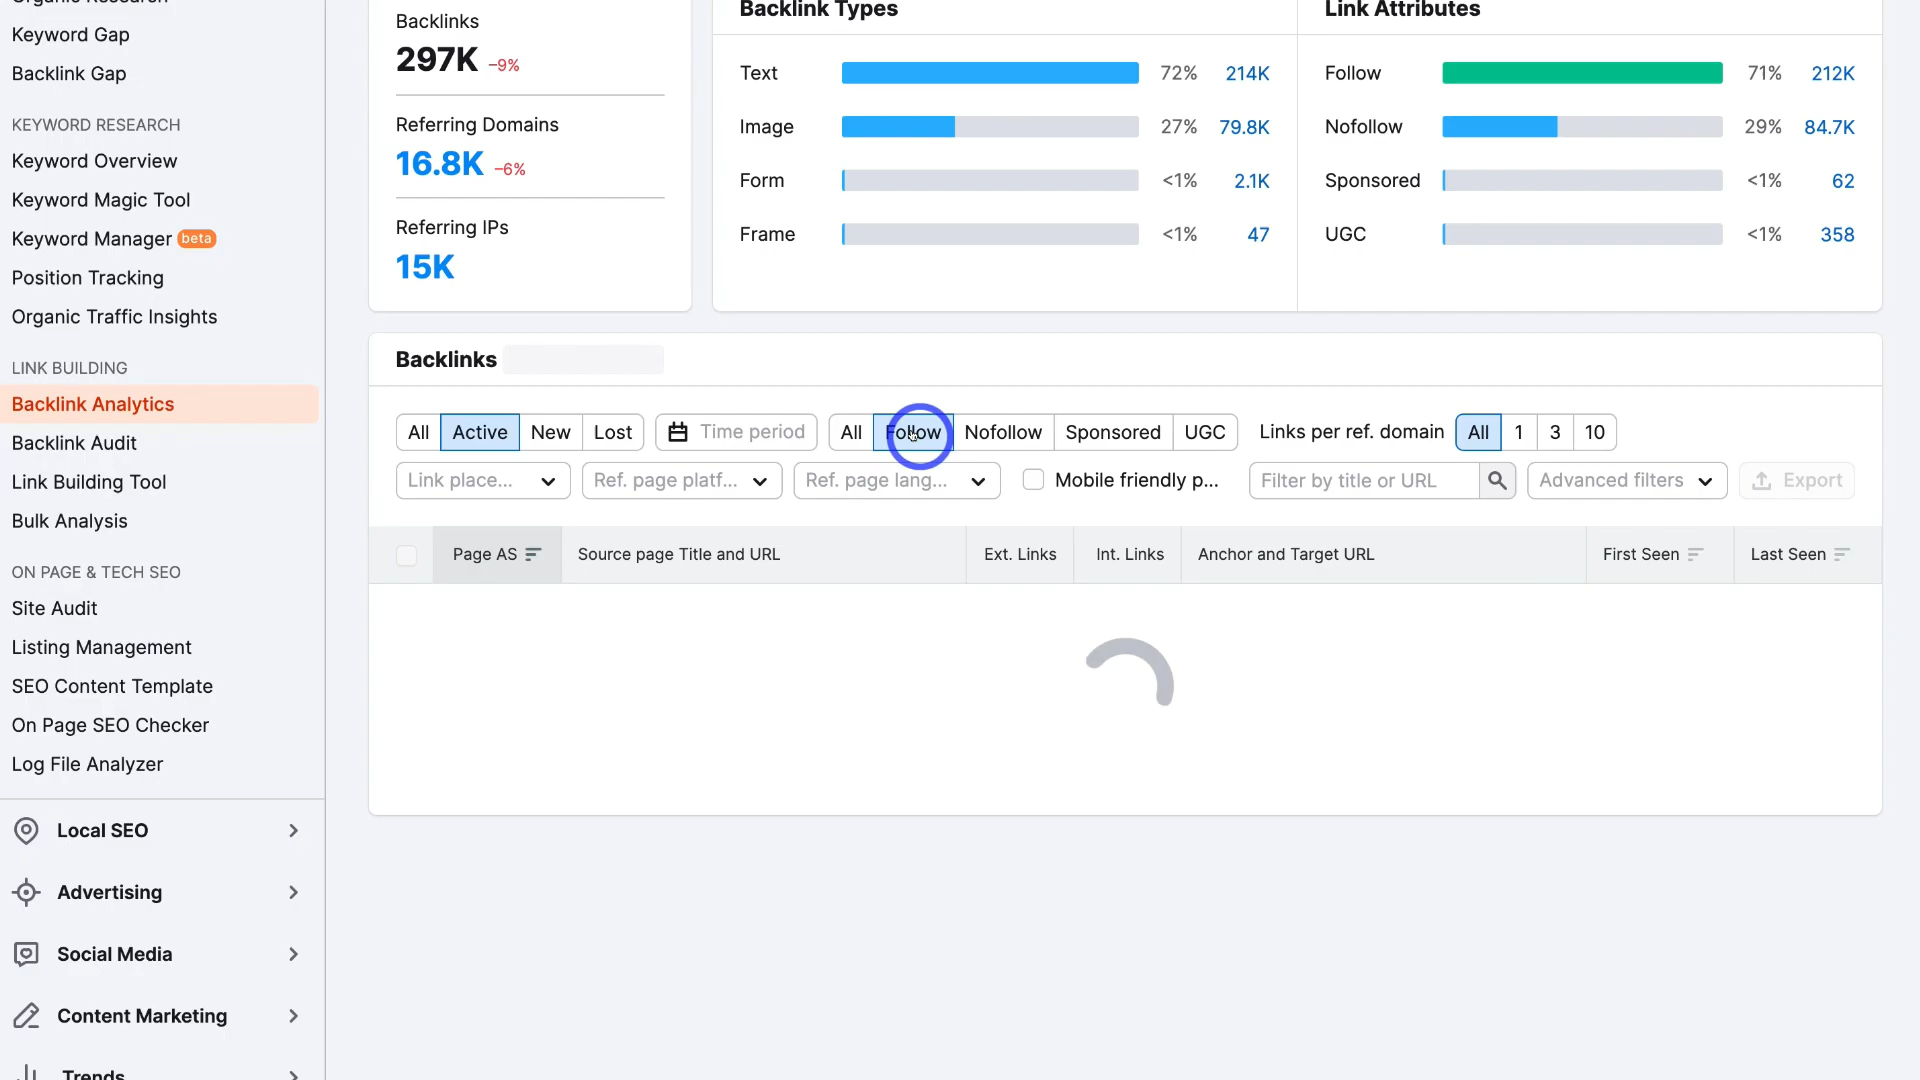 Organic Research
Keyword Gap
Backlink Gap
KEYWORD RESEARCH
Keyword Overview
Keyword Magic Tool
Keyword Manager beta
Position Tracking
Organic Traffic Insights
LINK BUILDING
Backlink Analytics
Backlink Audit
Link Building Tool
Bulk Analysis
ON PAGE & TECH SEO
Site Audit
Listing Management
SEO Content Template
On Page SEO Checker
Log File Analyzer
Local SEO
Advertising
Social Media
Content Marketing
Trends
Backlinks
297K -9%
Referring Domains
16.8K -6%
Referring IPs
15K
Backlink Types
Text 72% 214K
Image 27% 79.8K
Form <1% 2.1K
Frame <1% 47
Link Attributes
Follow 71% 212K
Nofollow 29% 84.7K
Sponsored <1% 62
UGC <1% 358
Backlinks
All Active New Lost Time period All Follow Nofollow Sponsored UGC Links per ref. domain All 1 3 10
Link place... Ref. page platf... Ref. page lang... Mobile friendly p... Filter by title or URL Advanced filters Export
Page AS Source page Title and URL Ext. Links Int. Links Anchor and Target URL First Seen Last Seen